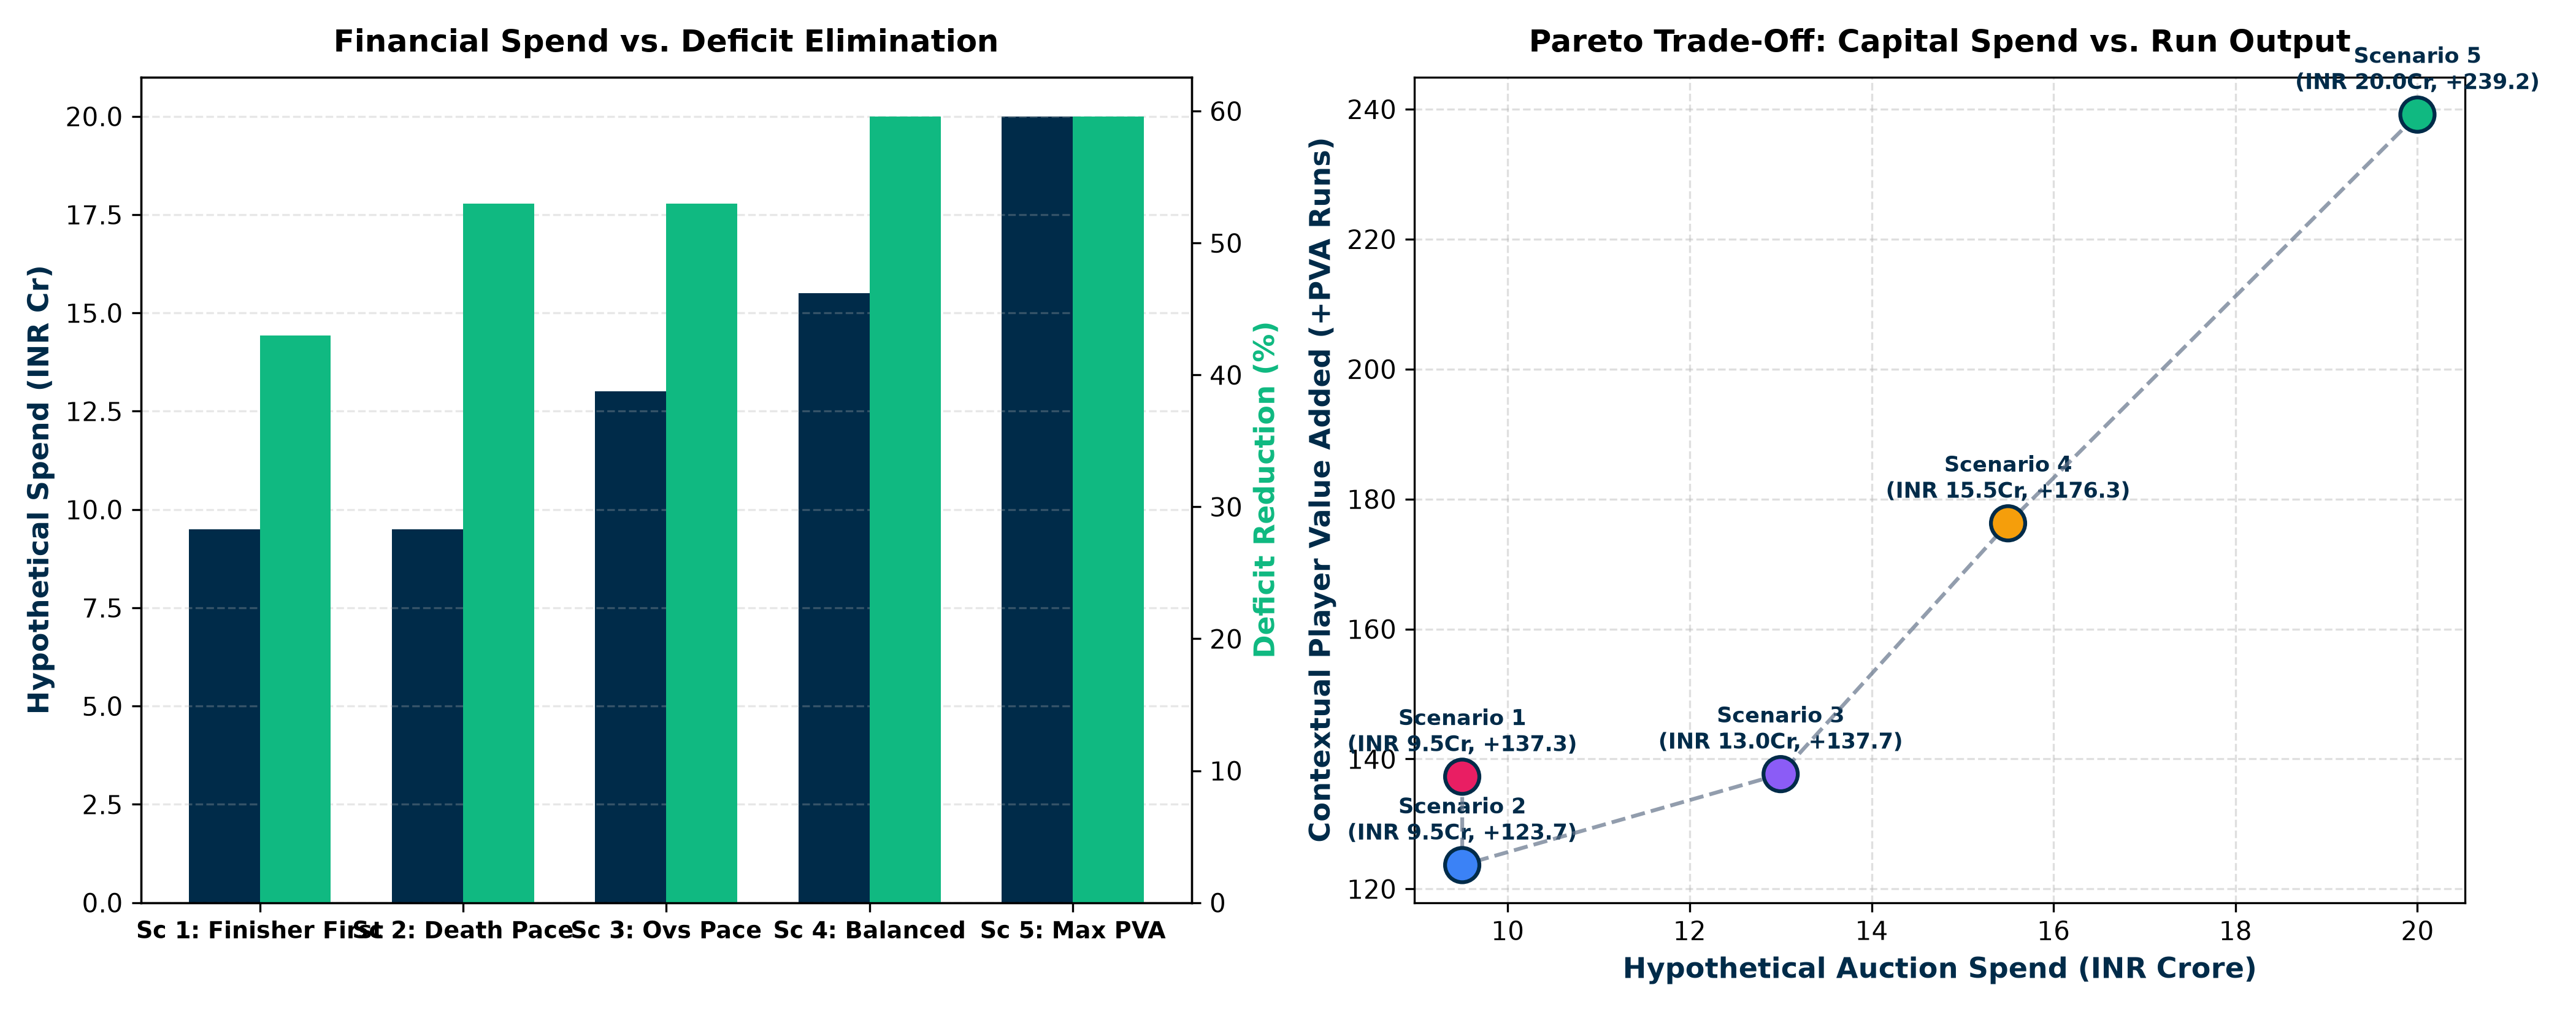 Financial Spend vs. Deficit Elimination
Hypothetical Spend (INR Cr)
20.0
17.5
15.0
12.5
10.0
7.5
5.0
2.5
0.0
60
50
40
30
20
10
0
Deficit Reduction (%)
Sc 1: Finisher First
Sc 2: Death Pace
Sc 3: Ovs Pace
Sc 4: Balanced
Sc 5: Max PVA
Pareto Trade-Off: Capital Spend vs. Run Output
Contextual Player Value Added (+PVA Runs)
240
220
200
180
160
140
120
Scenario 5
(INR 20.0Cr, +239.2)
Scenario 4
(INR 15.5Cr, +176.3)
Scenario 1
(INR 9.5Cr, +137.3)
Scenario 3
(INR 13.0Cr, +137.7)
Scenario 2
(INR 9.5Cr, +123.7)
10
12
14
16
18
20
Hypothetical Auction Spend (INR Crore)